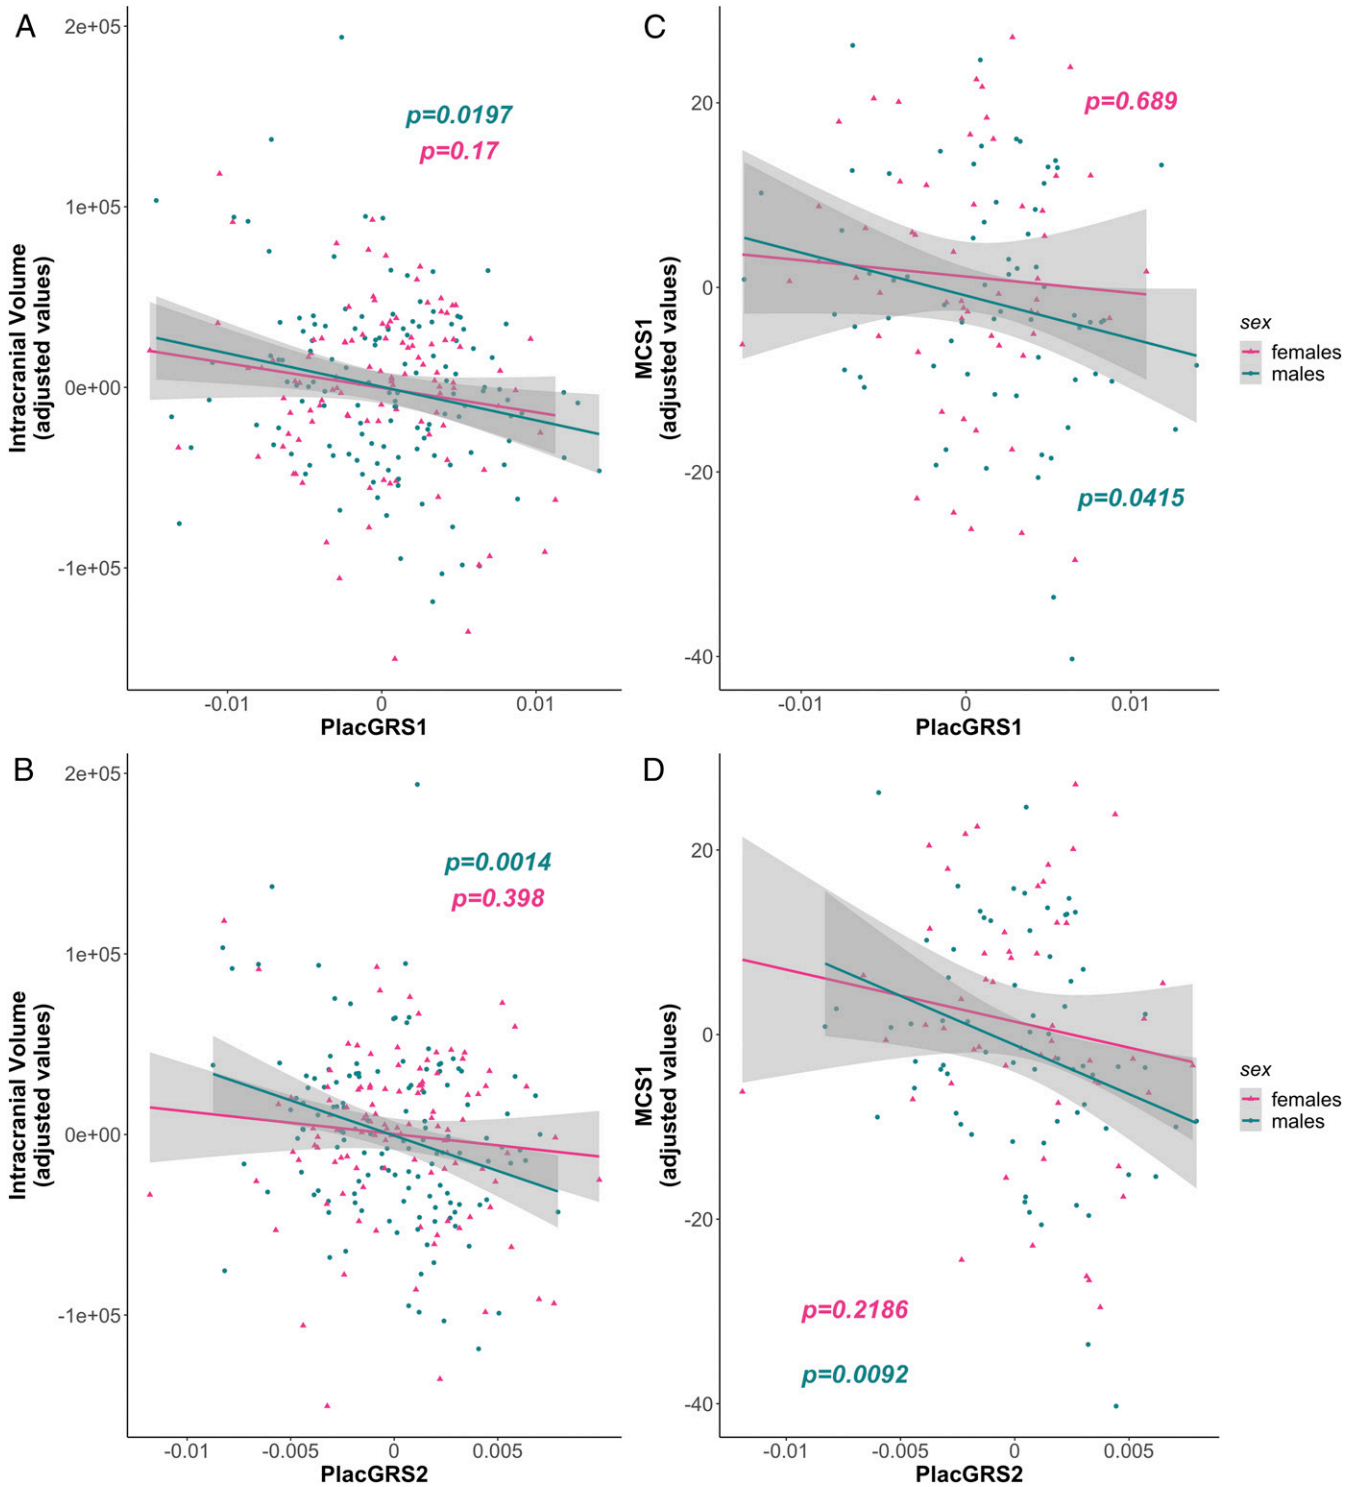 A
2e+05
1e+05
0e+00
-1e+05
Intracranial Volume
(adjusted values)
p=0.0197
p=0.17
-0.01
0
0.01
PlacGRS1
C
20
0
-20
-40
MCS1
(adjusted values)
p=0.689
p=0.0415
-0.01
0
0.01
PlacGRS1
sex
females
males
B
2e+05
1e+05
0e+00
-1e+05
Intracranial Volume
(adjusted values)
p=0.0014
p=0.398
-0.01
-0.005
0
0.005
PlacGRS2
D
20
0
-20
-40
MCS1
(adjusted values)
p=0.2186
p=0.0092
-0.01
-0.005
0
0.005
PlacGRS2
sex
females
males